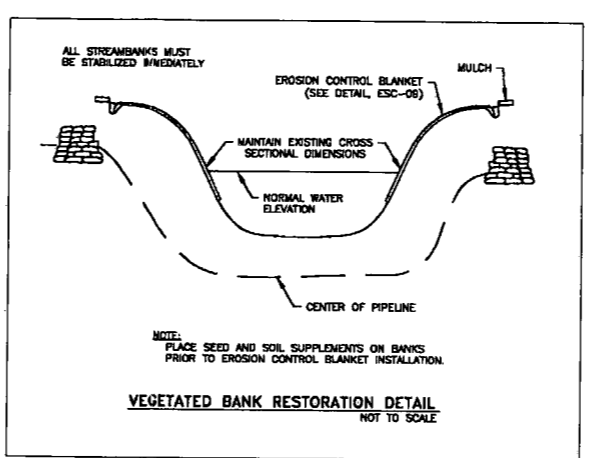 ALL STREAMBANKS MUST
BE STABILIZED IMMEDIATELY
MULCH
EROSION CONTROL BLANKET
(SEE DETAIL, ESC-09)
MAINTAIN EXISTING CROSS
SECTIONAL DIMENSIONS
NORMAL WATER
ELEVATION
CENTER OF PIPELINE
NOTE:
PLACE SEED AND SOIL SUPPLEMENTS ON BANKS
PRIOR TO EROSION CONTROL BLANKET INSTALLATION.
VEGETATED BANK RESTORATION DETAIL
NOT TO SCALE